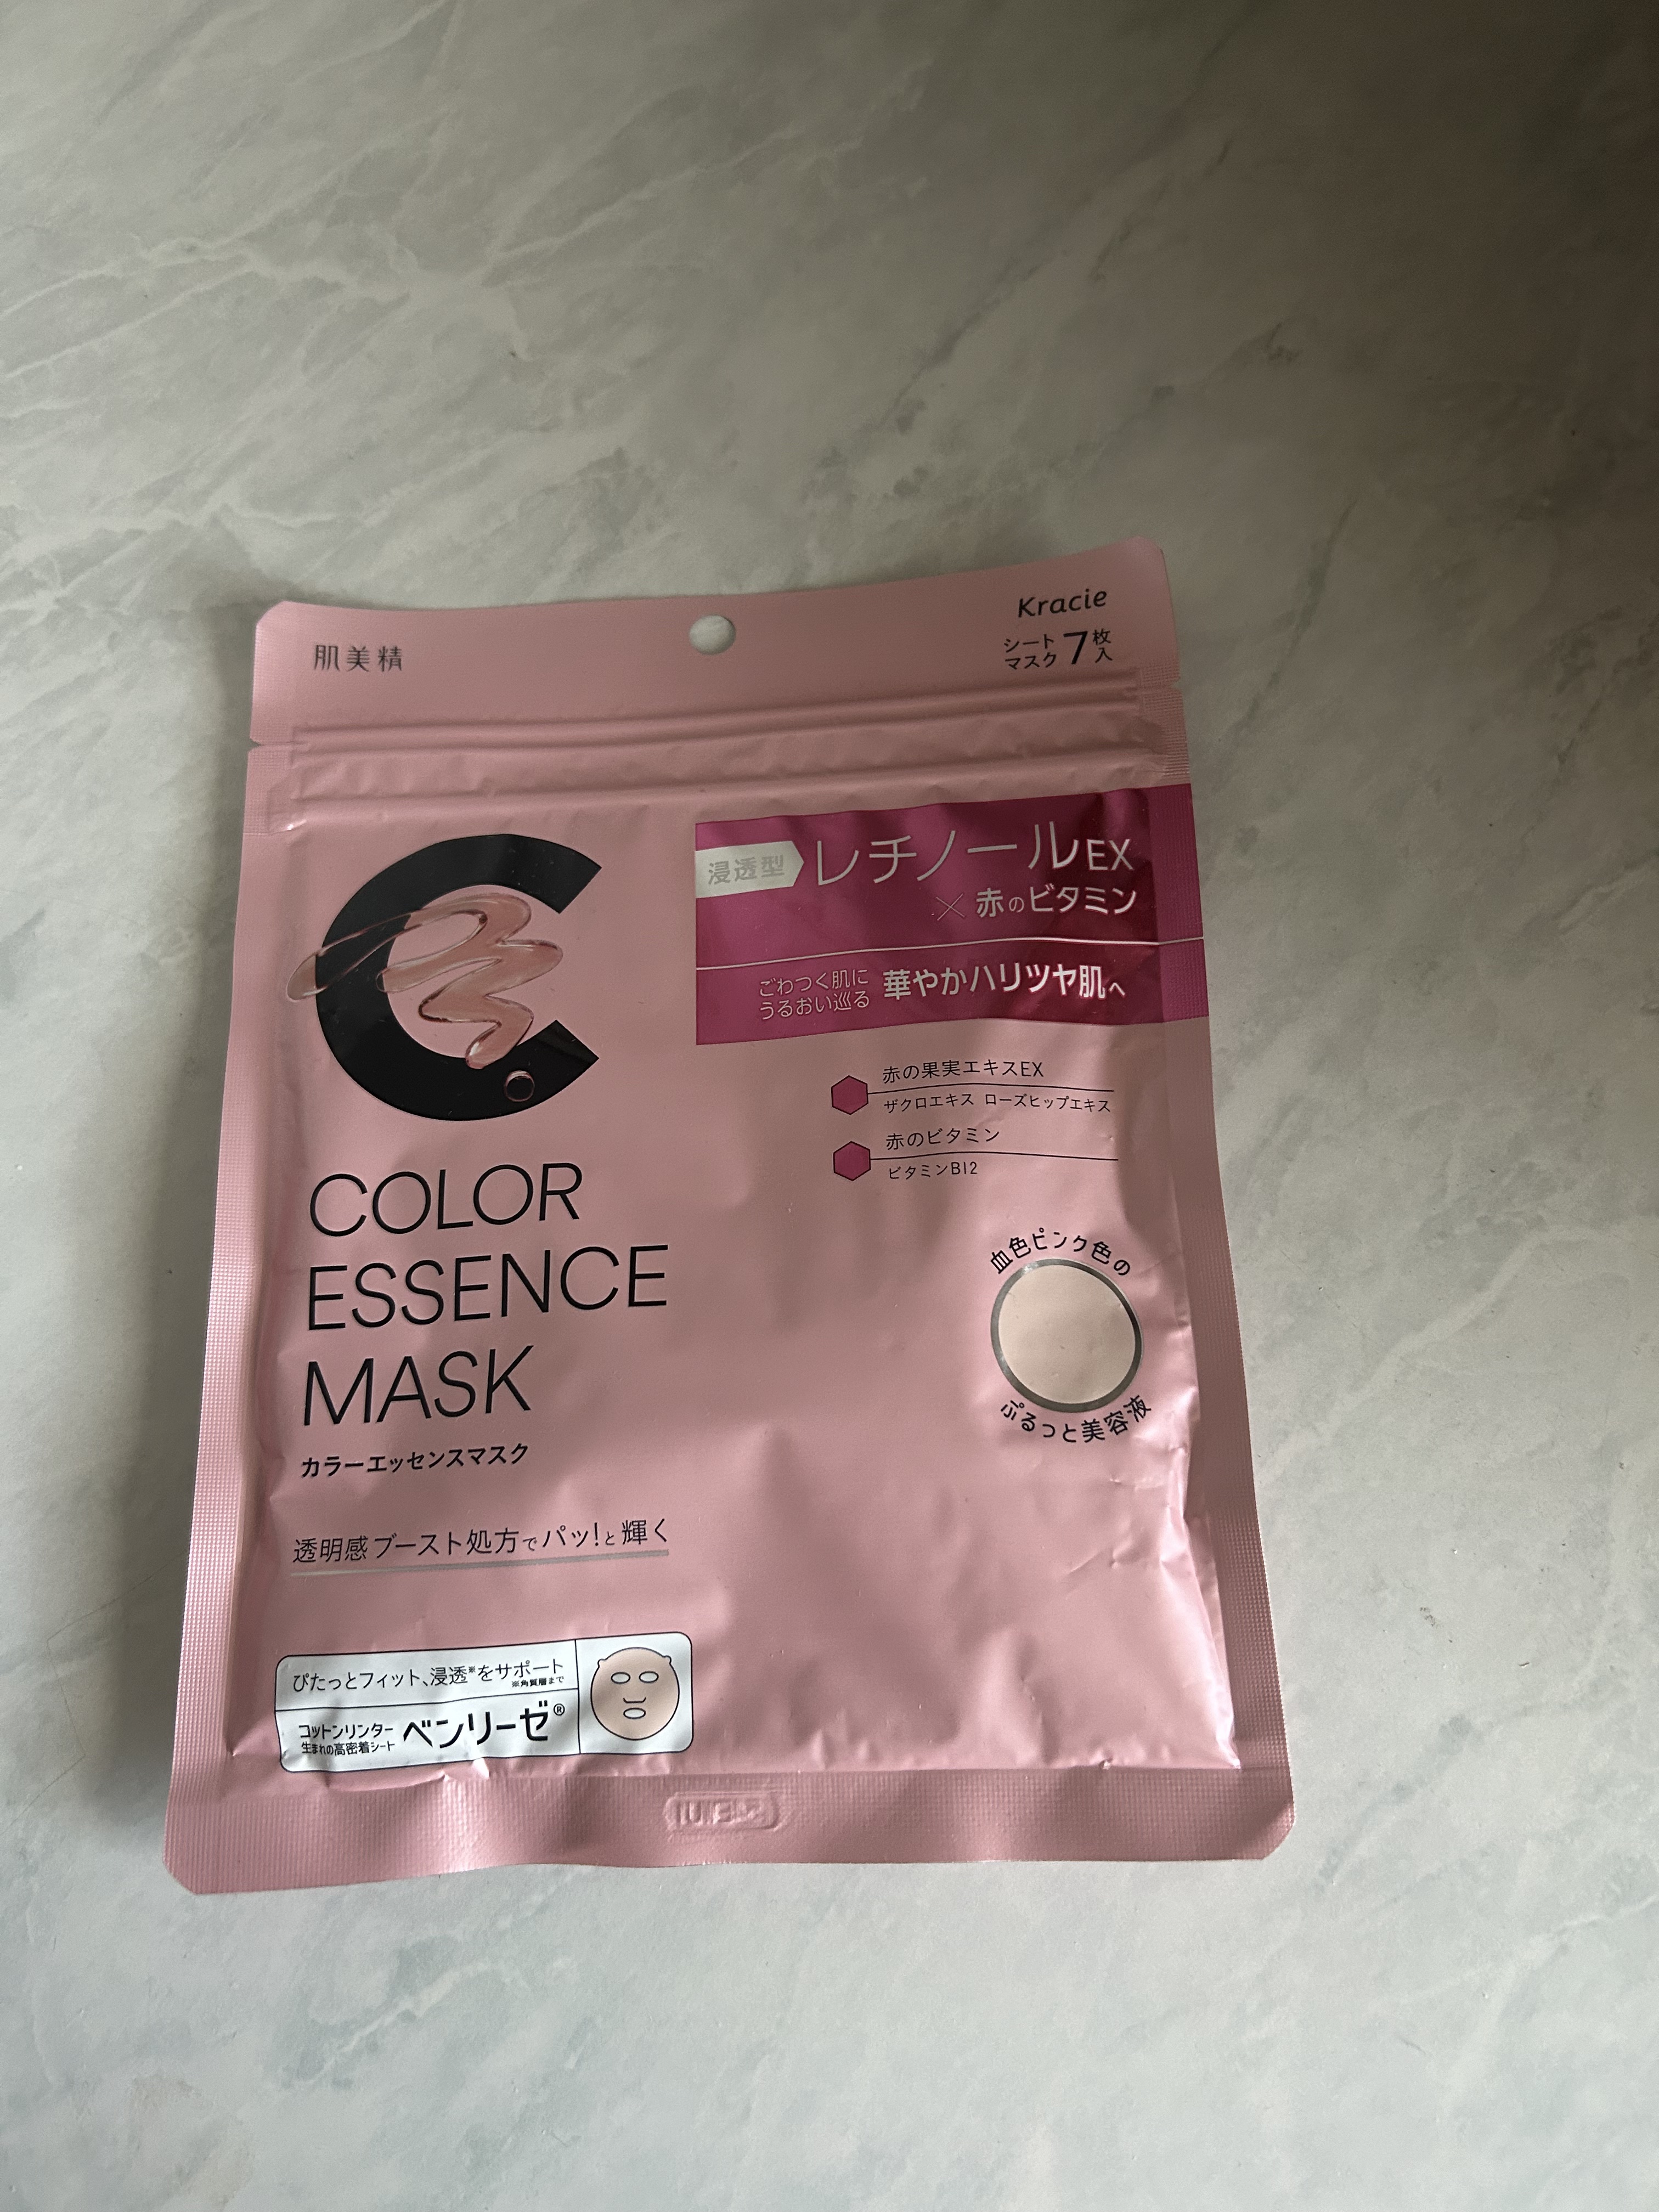 肌美精
Kracie
シート
マスク
7枚入
浸透型 レチノールEX
×赤のビタミン
ごわつく肌に
うるおい巡る
華やかハリツヤ肌へ
赤の果実エキスEX
ザクロエキス ローズヒップエキス
赤のビタミン
ビタミンB12
血色ピンク色の
ぷるっと美容液
COLOR
ESSENCE
MASK
カラーエッセンスマスク
透明感ブースト処方でパッ!と輝く
ぴたっとフィット、浸透※をサポート
※角質層まで
コットンリンター
生まれの高密着シート
ベンリーゼ®